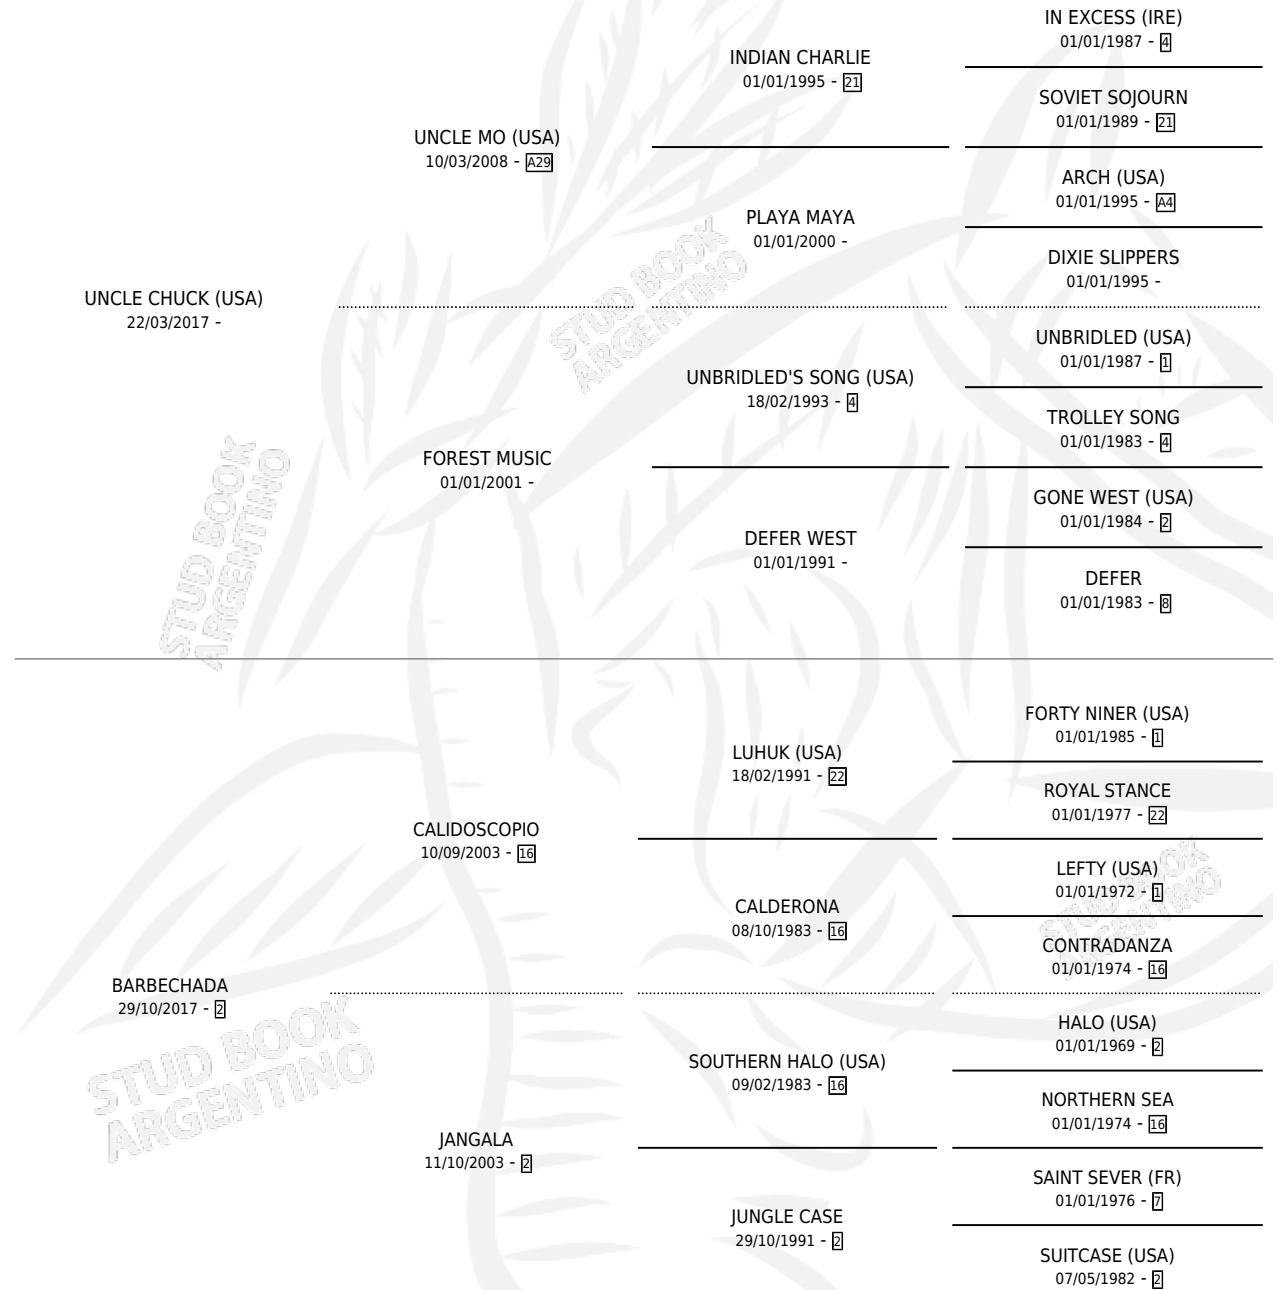 IN EXCESS (IRE)
01/01/1987 - 4
INDIAN CHARLIE
01/01/1995 - 21
SOVIET SOJOURN
01/01/1989 - 21
UNCLE MO (USA)
10/03/2008 - A29
ARCH (USA)
01/01/1995 - A4
PLAYA MAYA
01/01/2000 -
DIXIE SLIPPERS
01/01/1995 -
STUD BOOK
ARGENTINO
UNCLE CHUCK (USA)
22/03/2017 -
UNBRIDLED (USA)
01/01/1987 - 1
UNBRIDLED'S SONG (USA)
18/02/1993 - 4
TROLLEY SONG
01/01/1983 - 4
FOREST MUSIC
01/01/2001 -
GONE WEST (USA)
01/01/1984 - 2
DEFER WEST
01/01/1991 -
DEFER
01/01/1983 - 8
STUD BOOK
ARGENTINO
FORTY NINER (USA)
01/01/1985 - 1
LUHUK (USA)
18/02/1991 - 22
ROYAL STANCE
01/01/1977 - 22
CALIDOSCOPIO
10/09/2003 - 16
LEFTY (USA)
01/01/1972 - 1
CALDERONA
08/10/1983 - 16
STUD BOOK
ARGENTINO
CONTRADANZA
01/01/1974 - 16
BARBECHADA
29/10/2017 - 2
HALO (USA)
01/01/1969 - 2
SOUTHERN HALO (USA)
09/02/1983 - 16
STUD BOOK
ARGENTINO
NORTHERN SEA
01/01/1974 - 16
JANGALA
11/10/2003 - 2
SAINT SEVER (FR)
01/01/1976 - 7
JUNGLE CASE
29/10/1991 - 2
SUITCASE (USA)
07/05/1982 - 2